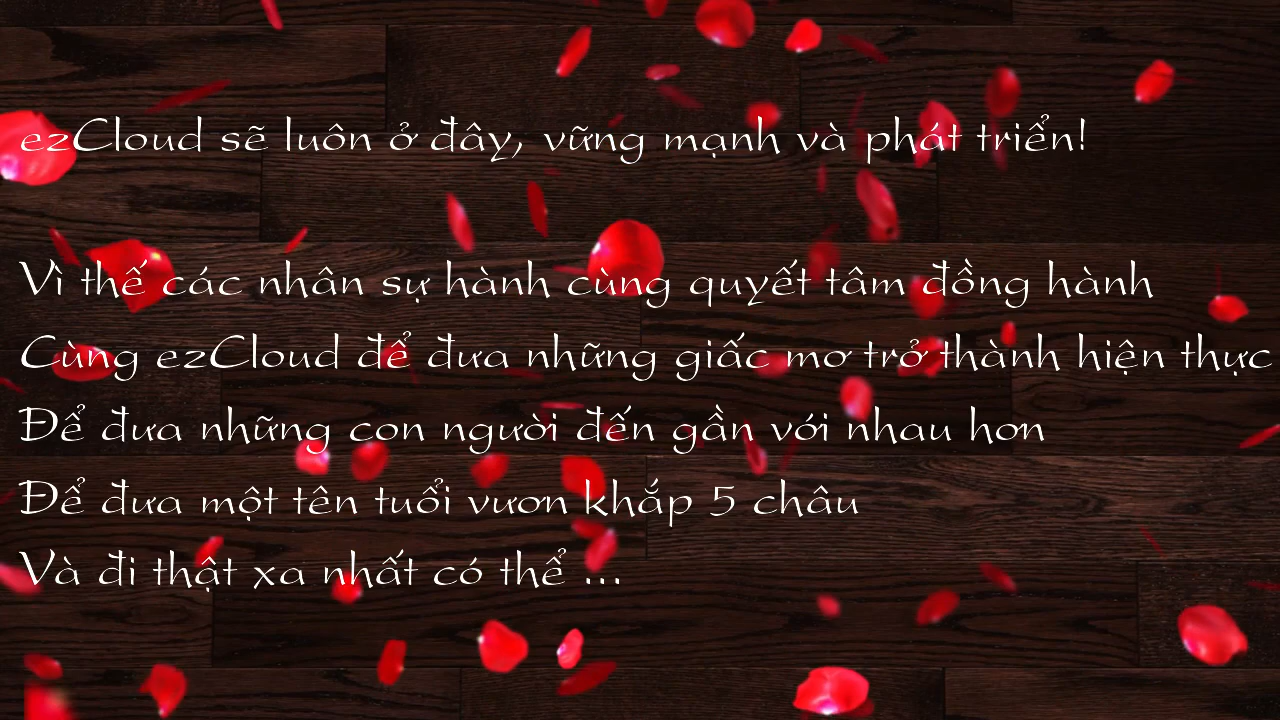 ezCloud sẽ luôn ở đây, vững mạnh và phát triển!
Vì thế các nhân sự hành cùng quyết tâm đồng hành
Cùng ezCloud để đưa những giấc mơ trở thành hiện thực
Để đưa những con người đến gần với nhau hơn
Để đưa một tên tuổi vươn khắp 5 châu
Và đi thật xa nhất có thể ...